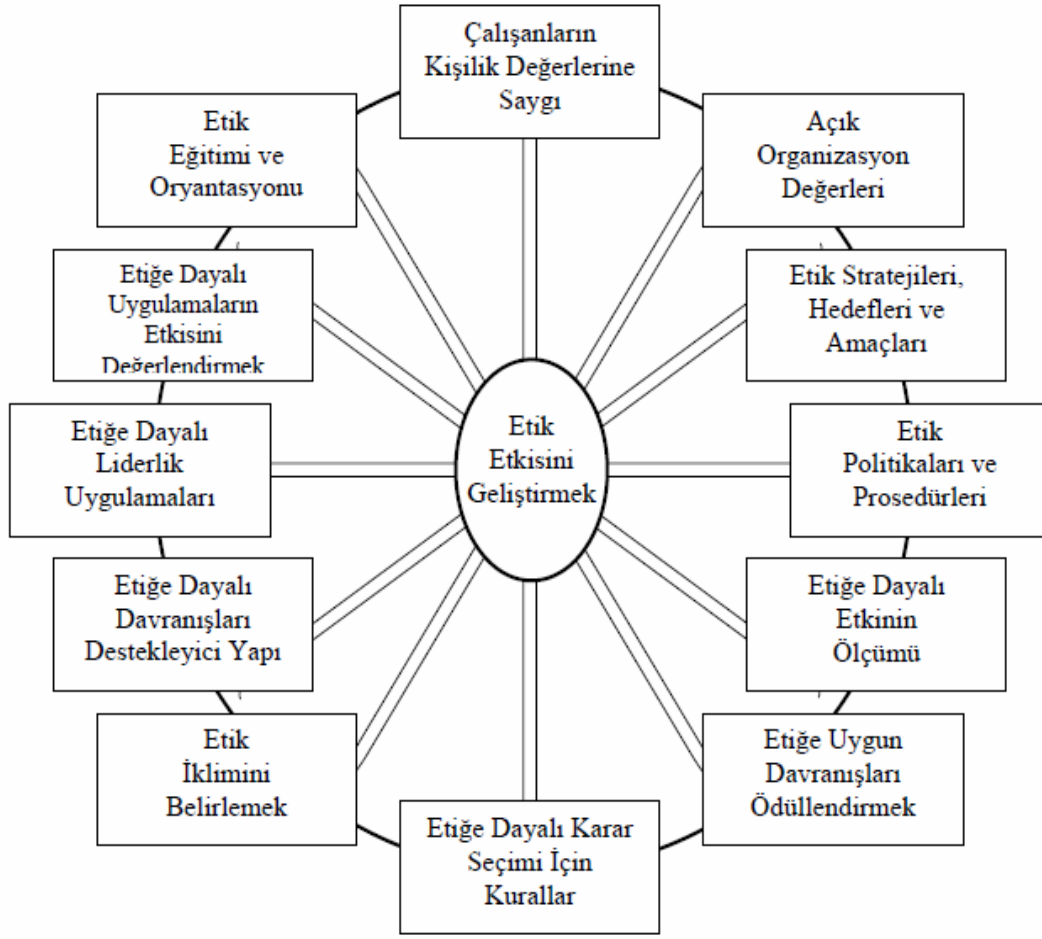 Çalışanların
Kişilik Değerlerine
Saygı
Etik
Eğitimi ve
Oryantasyonu
Açık
Organizasyon
Değerleri
Etiğe Dayalı
Uygulamaların
Etkisini
Değerlendirmek
Etik Stratejileri,
Hedefleri ve
Amaçları
Etiğe Dayalı
Liderlik
Uygulamaları
Etik
Etkisini
Geliştirmek
Etik
Politikaları ve
Prosedürleri
Etiğe Dayalı
Davranışları
Destekleyici Yapı
Etiğe Dayalı
Etkinin
Ölçümü
Etik
İklimini
Belirlemek
Etiğe Uygun
Davranışları
Ödüllendirmek
Etiğe Dayalı Karar
Seçimi İçin
Kurallar